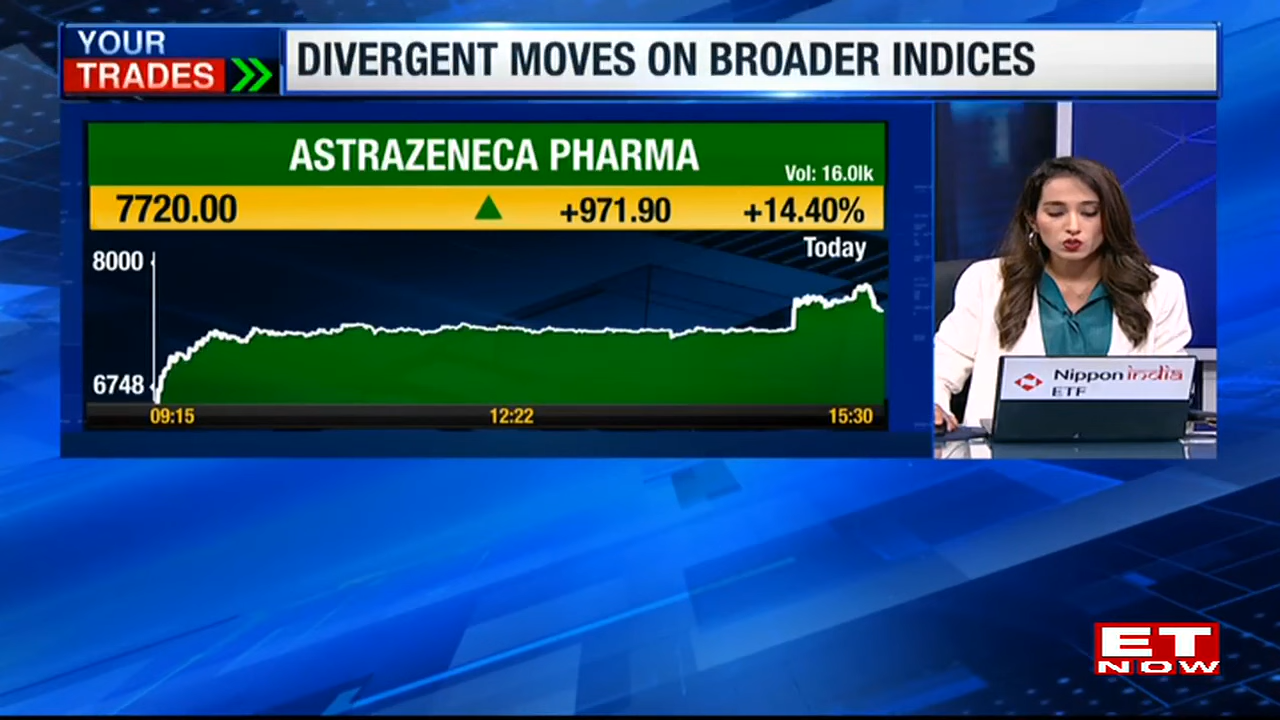 YOUR
TRADES
DIVERGENT MOVES ON BROADER INDICES
ASTRAZENECA PHARMA
Vol: 16.0lk
7720.00 +971.90 +14.40%
Today
8000
6748
09:15 12:22 15:30
Nippon india
ETF
ET
NOW